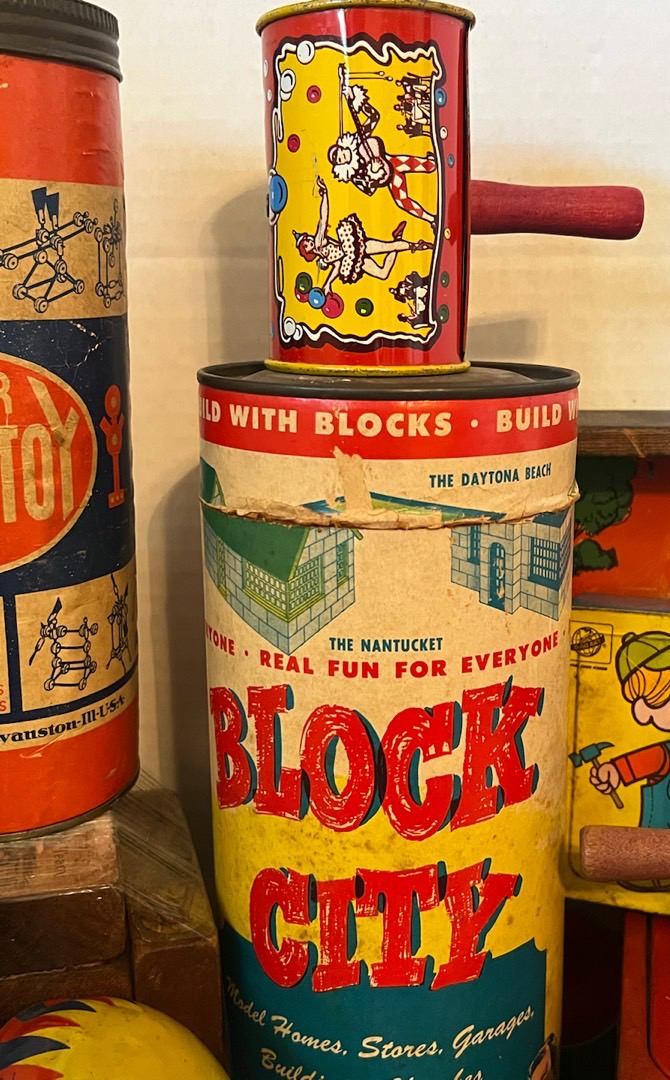 TOY
vanston-Ill-U-S-A
ILD WITH BLOCKS · BUILD W
THE DAYTONA BEACH
THE NANTUCKET
YONE · REAL FUN FOR EVERYONE ·
BLOCK
CITY
Model Homes, Stores, Garages,